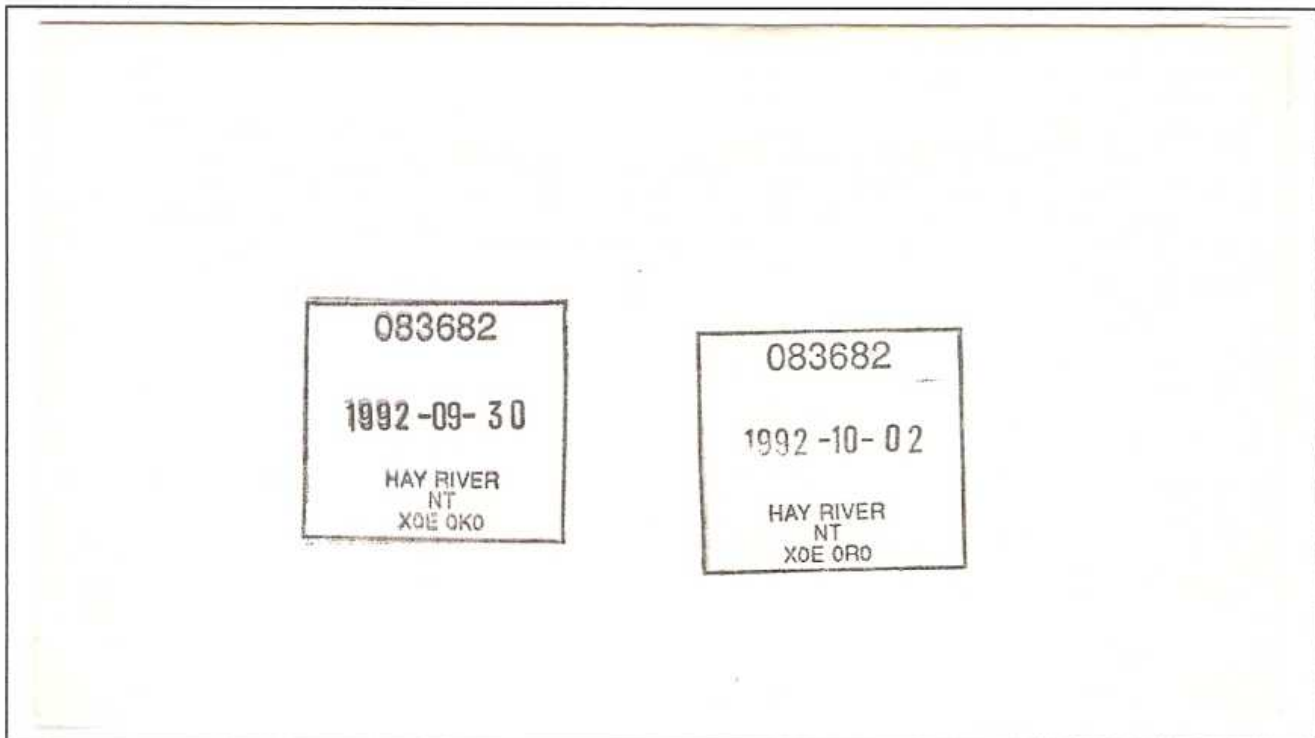 083682
1992-09-30
HAY RIVER
NT
X0E 0K0
083682
1992-10-02
HAY RIVER
NT
X0E 0R0